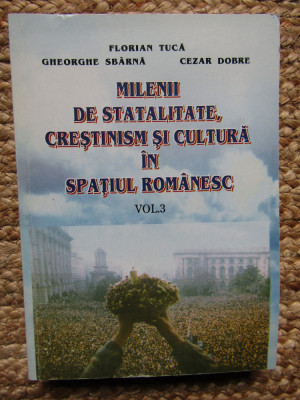 FLORIAN TUCĂ
GHEORGHE SBÂRNĂ CEZAR DOBRE
MILENII
DE STATALITATE,
CREŞTINISM ŞI CULTURĂ
ÎN
SPAŢIUL ROMÂNESC
VOL.3